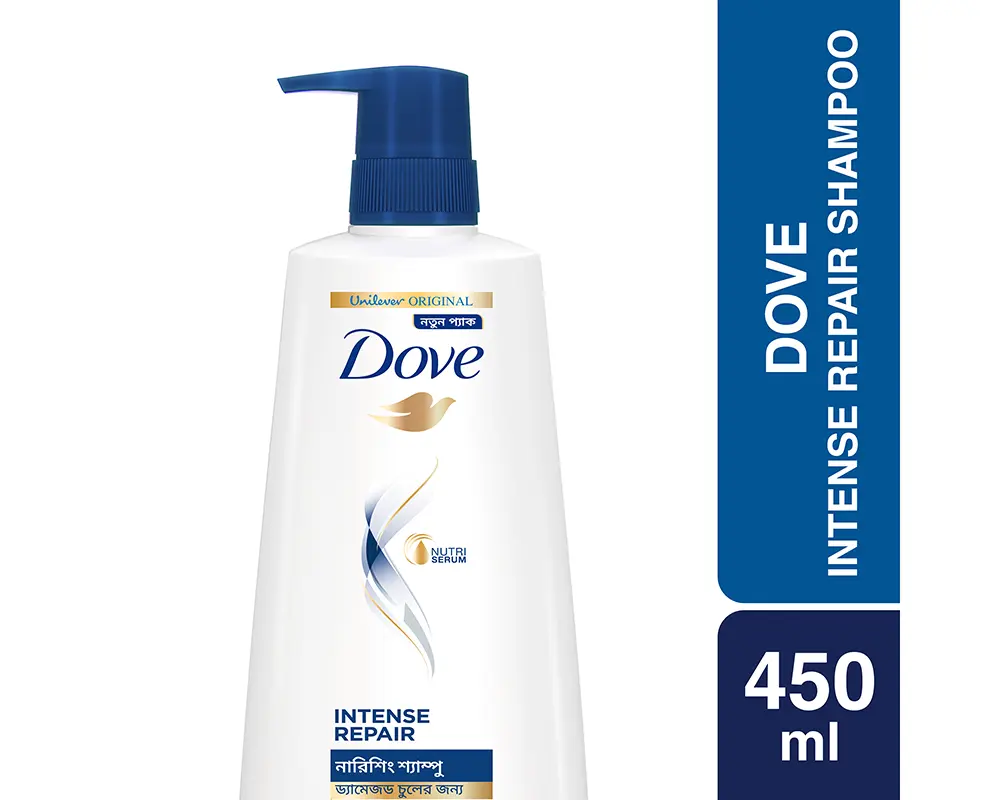 Unilever ORIGINAL
নতুন প্যাক
Dove
NUTRI
SERUM
INTENSE
REPAIR
নারিশিং শ্যাম্পু
ড্যামেজড চুলের জন্য
DOVE
INTENSE REPAIR SHAMPOO
450
ml